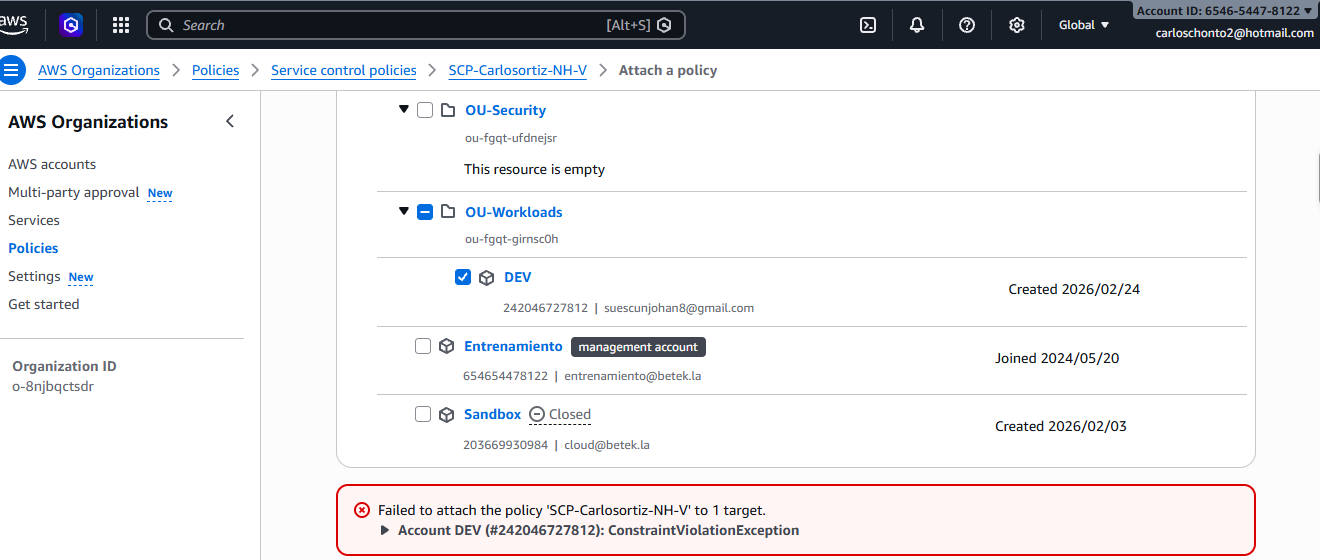 aws
Search
[Alt+S]
Global
Account ID: 6546-5447-8122
carloschonto2@hotmail.com
AWS Organizations
Policies
Service control policies
SCP-Carlosortiz-NH-V
Attach a policy
AWS Organizations
AWS accounts
Multi-party approval New
Services
Policies
Settings New
Get started
Organization ID
o-8njbqctsdr
OU-Security
ou-fgqt-ufdnejsr
This resource is empty
OU-Workloads
ou-fgqt-girnsc0h
DEV
242046727812 | suescunjohan8@gmail.com
Created 2026/02/24
Entrenamiento management account
654654478122 | entrenamiento@betek.la
Joined 2024/05/20
Sandbox Closed
203669930984 | cloud@betek.la
Created 2026/02/03
Failed to attach the policy 'SCP-Carlosortiz-NH-V' to 1 target.
Account DEV (#242046727812): ConstraintViolationException